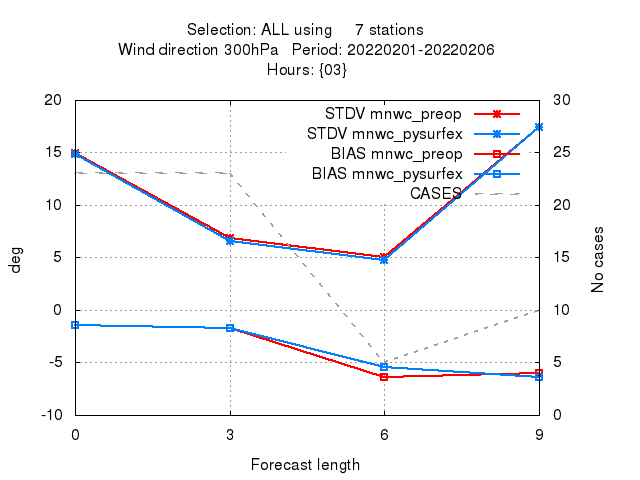 Selection: ALL using 7 stations
Wind direction 300hPa Period: 20220201-20220206
Hours: {03}
20 30
STDV mnwc_preop
STDV mnwc_pysurfex
15 25
BIAS mnwc_preop
BIAS mnwc_pysurfex
CASES
10 20
5 15
deg
No cases
0 10
-5 5
-10 0
0 3 6 9
Forecast length